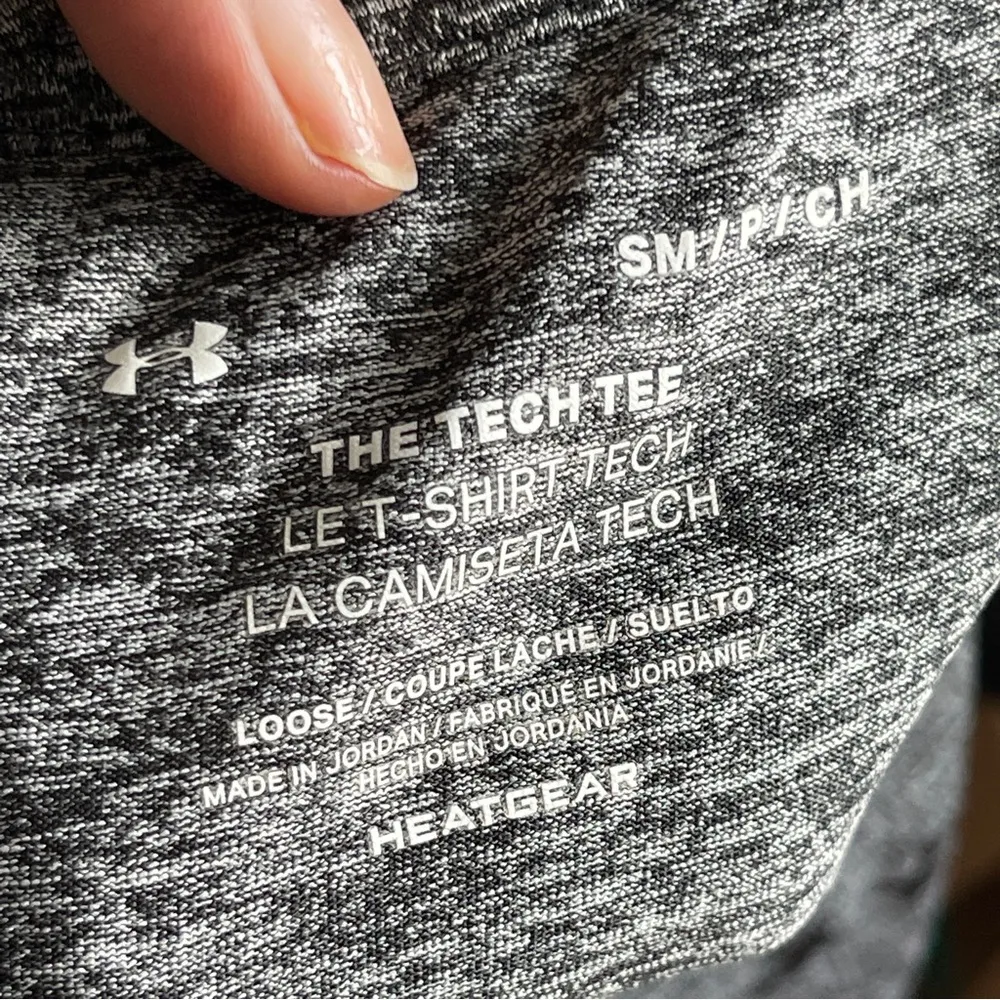 SM/P/CH
THE TECH TEE
LE T-SHIRT TECH
LA CAMISETA TECH
LOOSE / COUPE LÂCHE / SUELTO
MADE IN JORDAN / FABRIQUÉ EN JORDANIE /
HECHO EN JORDANIA
HEATGEAR